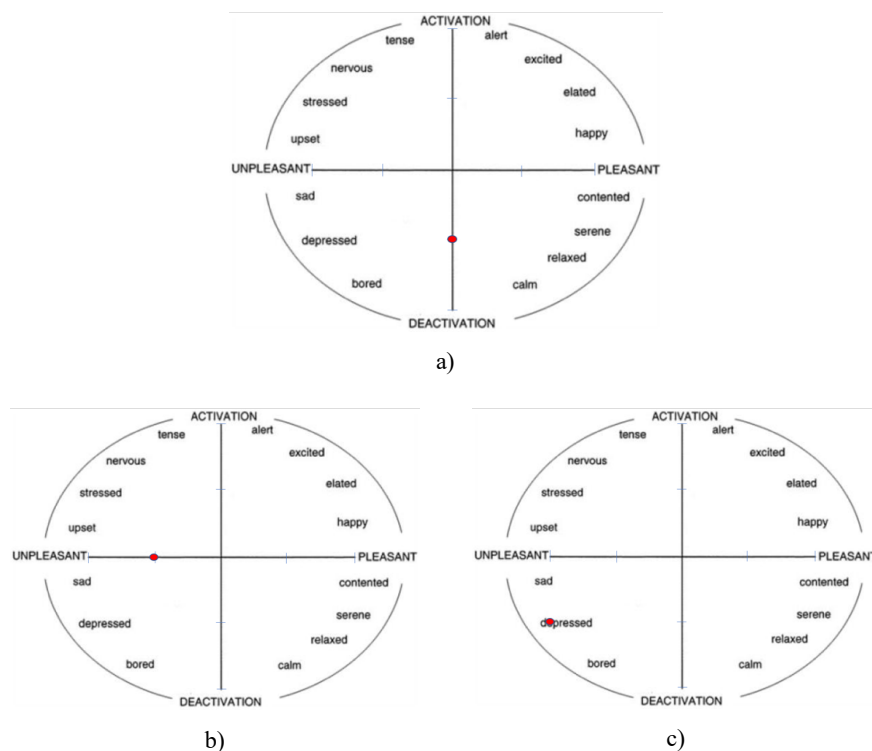 ACTIVATION
tense alert
nervous excited
stressed elated
upset happy
UNPLEASANT PLEASANT
sad contented
depressed serene
relaxed
bored calm
DEACTIVATION
a)
ACTIVATION
tense alert
nervous excited
stressed elated
upset happy
UNPLEASANT PLEASANT
sad contented
depressed serene
relaxed
bored calm
DEACTIVATION
b)
ACTIVATION
tense alert
nervous excited
stressed elated
upset happy
UNPLEASANT PLEASANT
sad contented
depressed serene
relaxed
bored calm
DEACTIVATION
c)